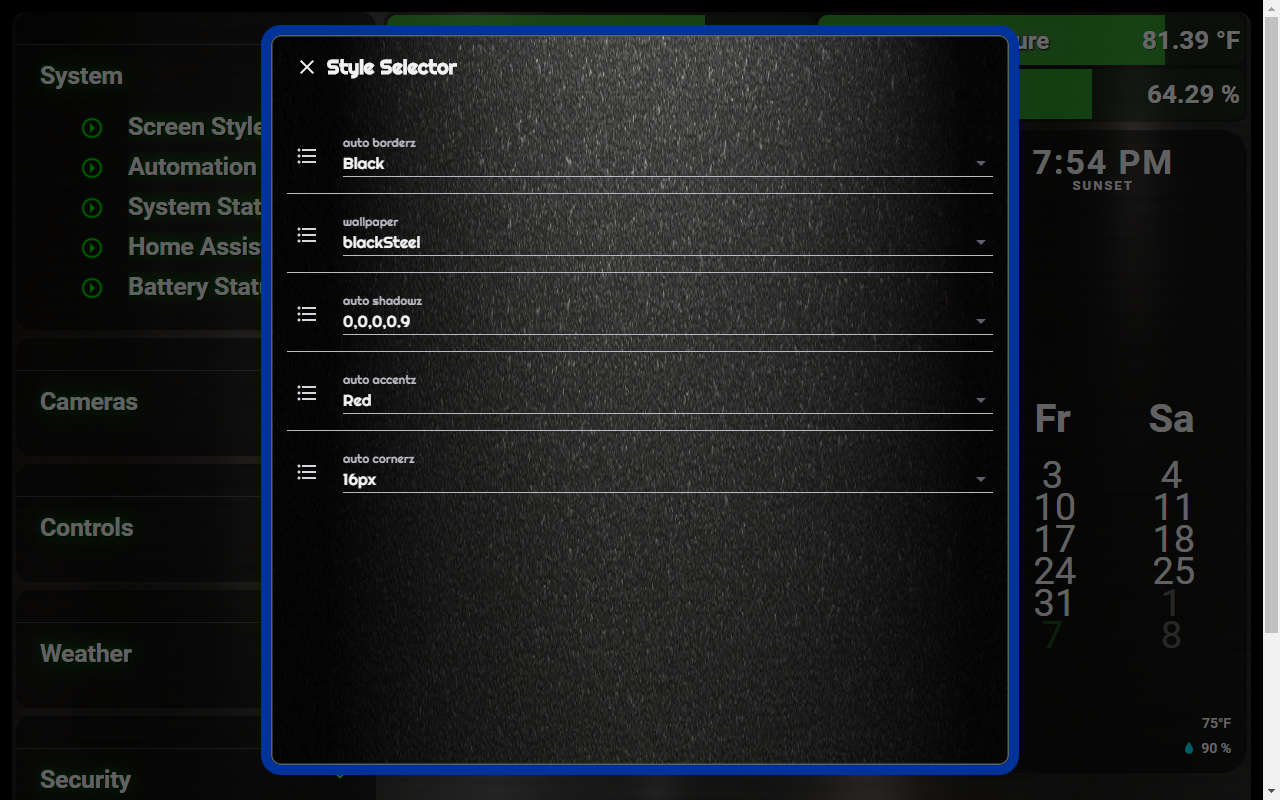 System
Screen Style
Automation
System Stat
Home Assis
Battery Stat
Cameras
Controls
Weather
Security
Style Selector
auto borderz
Black
wallpaper
blackSteel
auto shadowz
0,0,0,0.9
auto accentz
Red
auto cornerz
16px
ure 81.39 °F
64.29 %
7:54 PM
SUNSET
Fr Sa
3 4
10 11
17 18
24 25
31 1
7 8
75°F
90 %